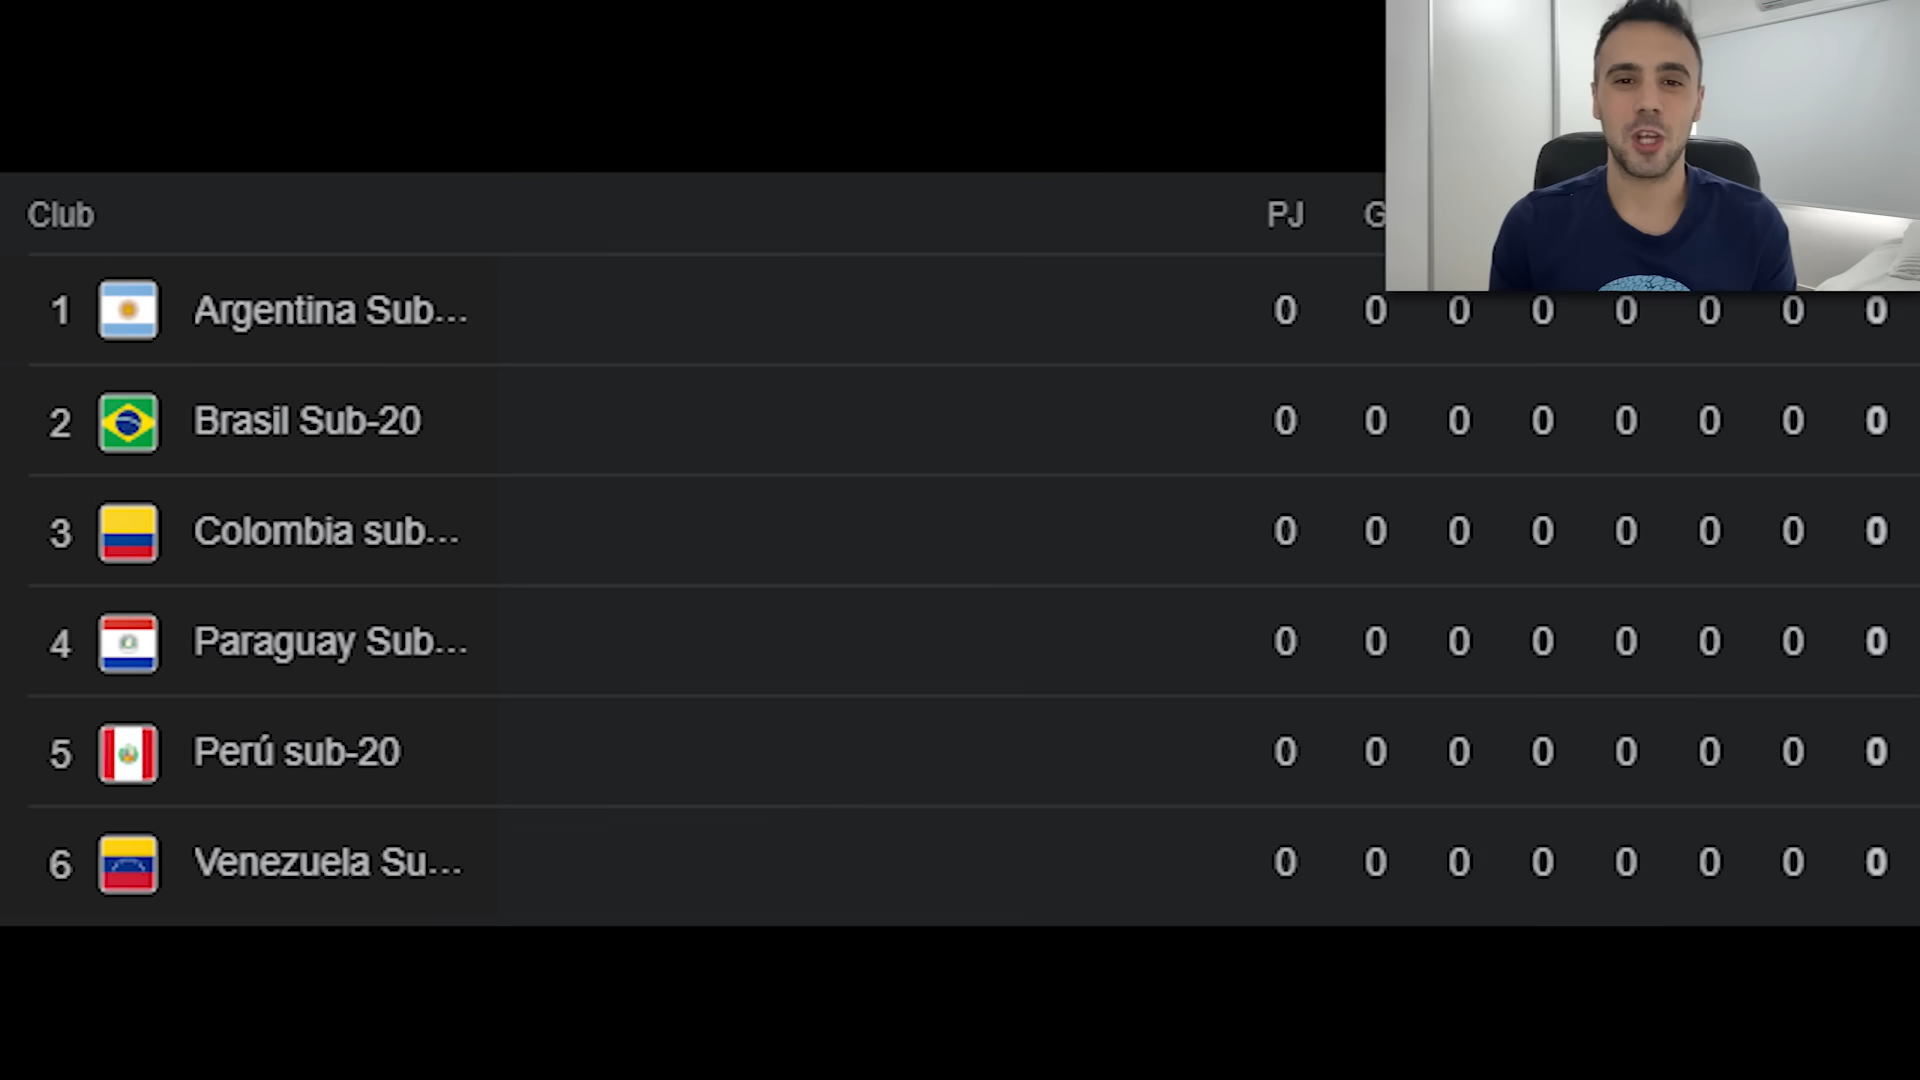 Club PJ G
1 Argentina Sub... 0 0 0 0 0 0 0 0
2 Brasil Sub-20 0 0 0 0 0 0 0 0
3 Colombia sub... 0 0 0 0 0 0 0 0
4 Paraguay Sub... 0 0 0 0 0 0 0 0
5 Perú sub-20 0 0 0 0 0 0 0 0
6 Venezuela Su... 0 0 0 0 0 0 0 0